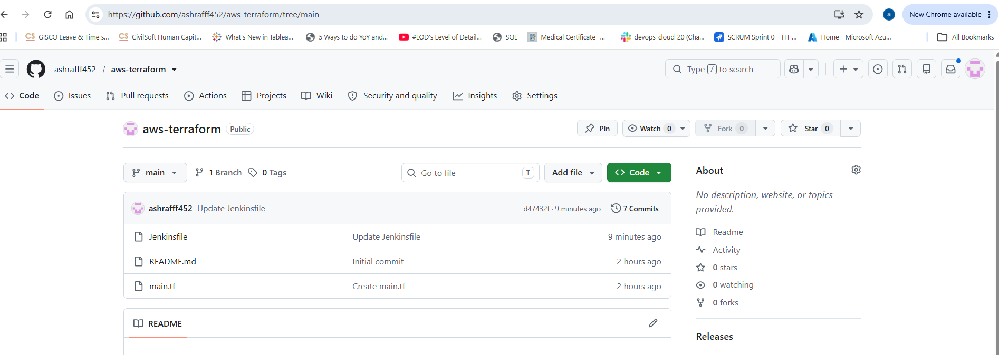 https://github.com/ashrafff452/aws-terraform/tree/main
a
New Chrome available
GISCO Leave & Time s...
CivilSoft Human Capit...
What's New in Tablea...
5 Ways to do YoY and...
#LOD's Level of Detail...
SQL
Medical Certificate -...
devops-cloud-20 (Cha...
SCRUM Sprint 0 - TH-...
Home - Microsoft Azu...
All Bookmarks
ashrafff452 / aws-terraform
Type / to search
Code
Issues
Pull requests
Actions
Projects
Wiki
Security and quality
Insights
Settings
aws-terraform Public
Pin
Watch 0
Fork 0
Star 0
main
1 Branch
0 Tags
Go to file T
Add file
Code
ashrafff452 Update Jenkinsfile d47432f · 9 minutes ago 7 Commits
Jenkinsfile Update Jenkinsfile 9 minutes ago
README.md Initial commit 2 hours ago
main.tf Create main.tf 2 hours ago
README
About
No description, website, or topics
provided.
Readme
Activity
0 stars
0 watching
0 forks
Releases